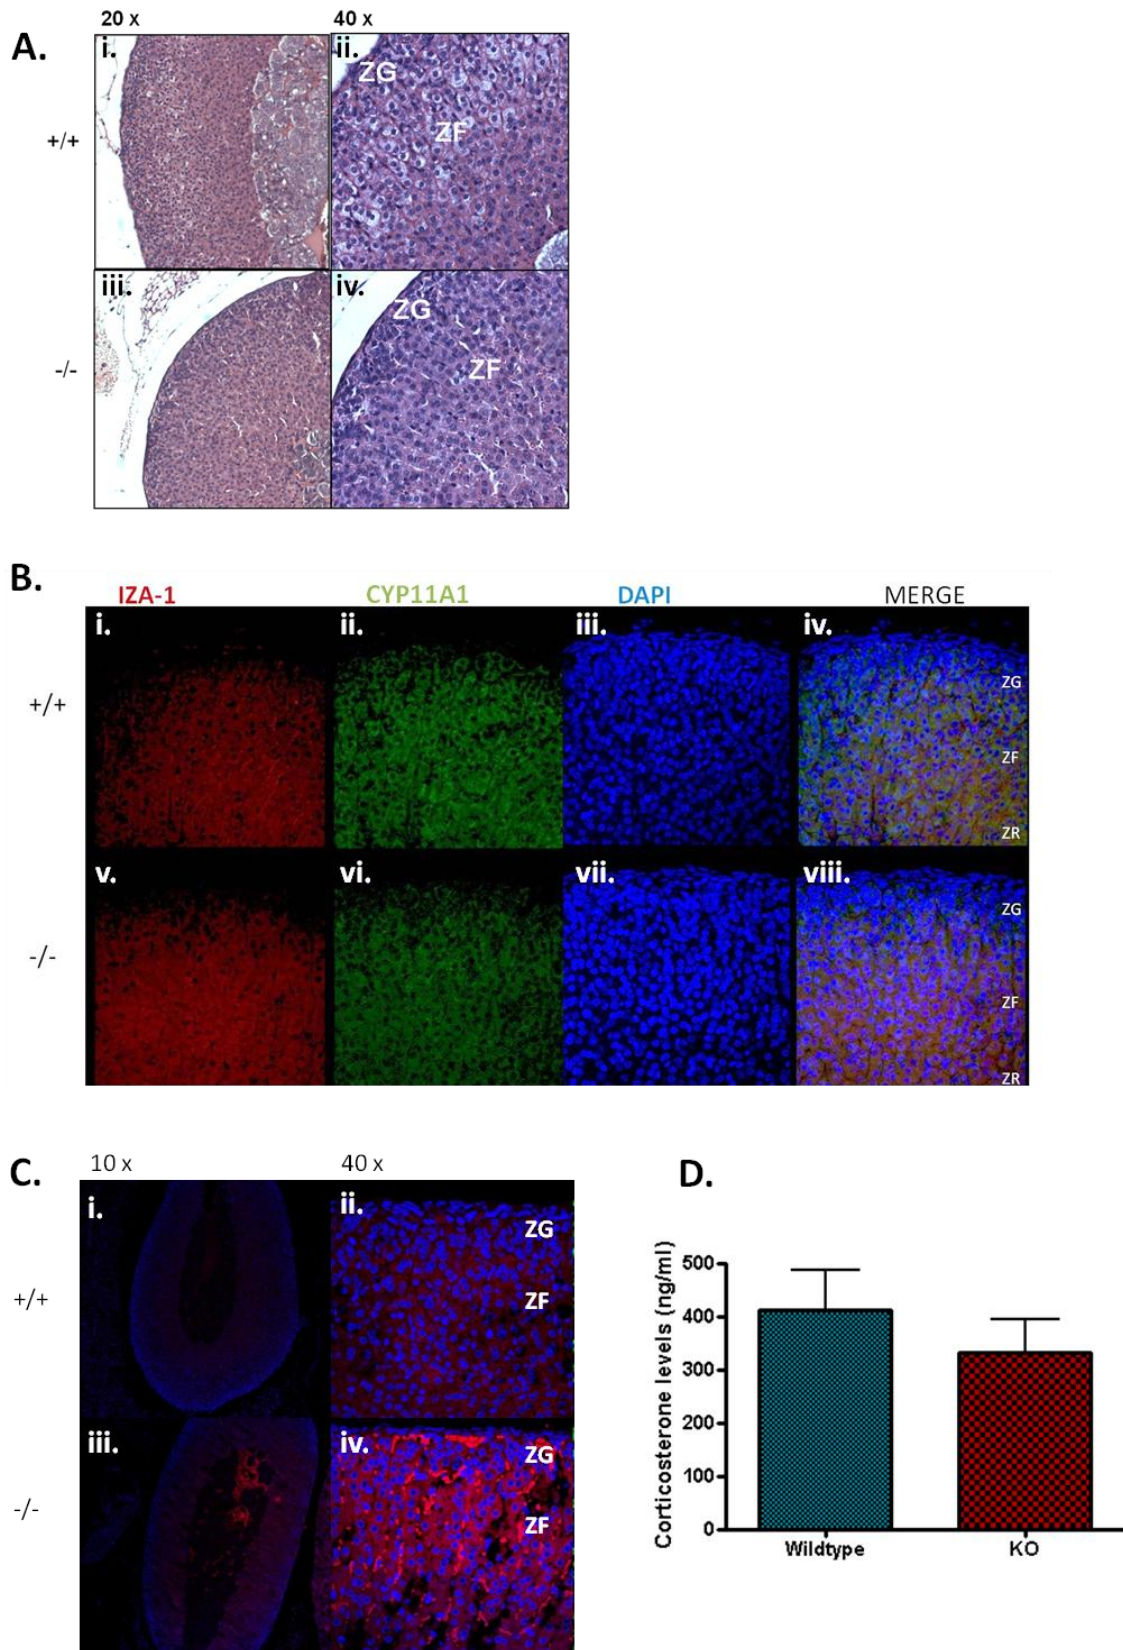 20 x 40 x
A.
i. ii.
ZG
ZF
+/+
iii. iv.
ZG
ZF
-/-
B.
IZA-1 CYP11A1 DAPI MERGE
i. ii. iii. iv.
ZG
+/+
ZF
ZR
v. vi. vii. viii.
ZG
-/-
ZF
ZR
C.
10 x 40 x
i. ii.
ZG
+/+
ZF
iii. iv.
ZG
-/-
ZF
D.
Corticosterone levels (ng/ml)
500
400
300
200
100
0
Wildtype KO